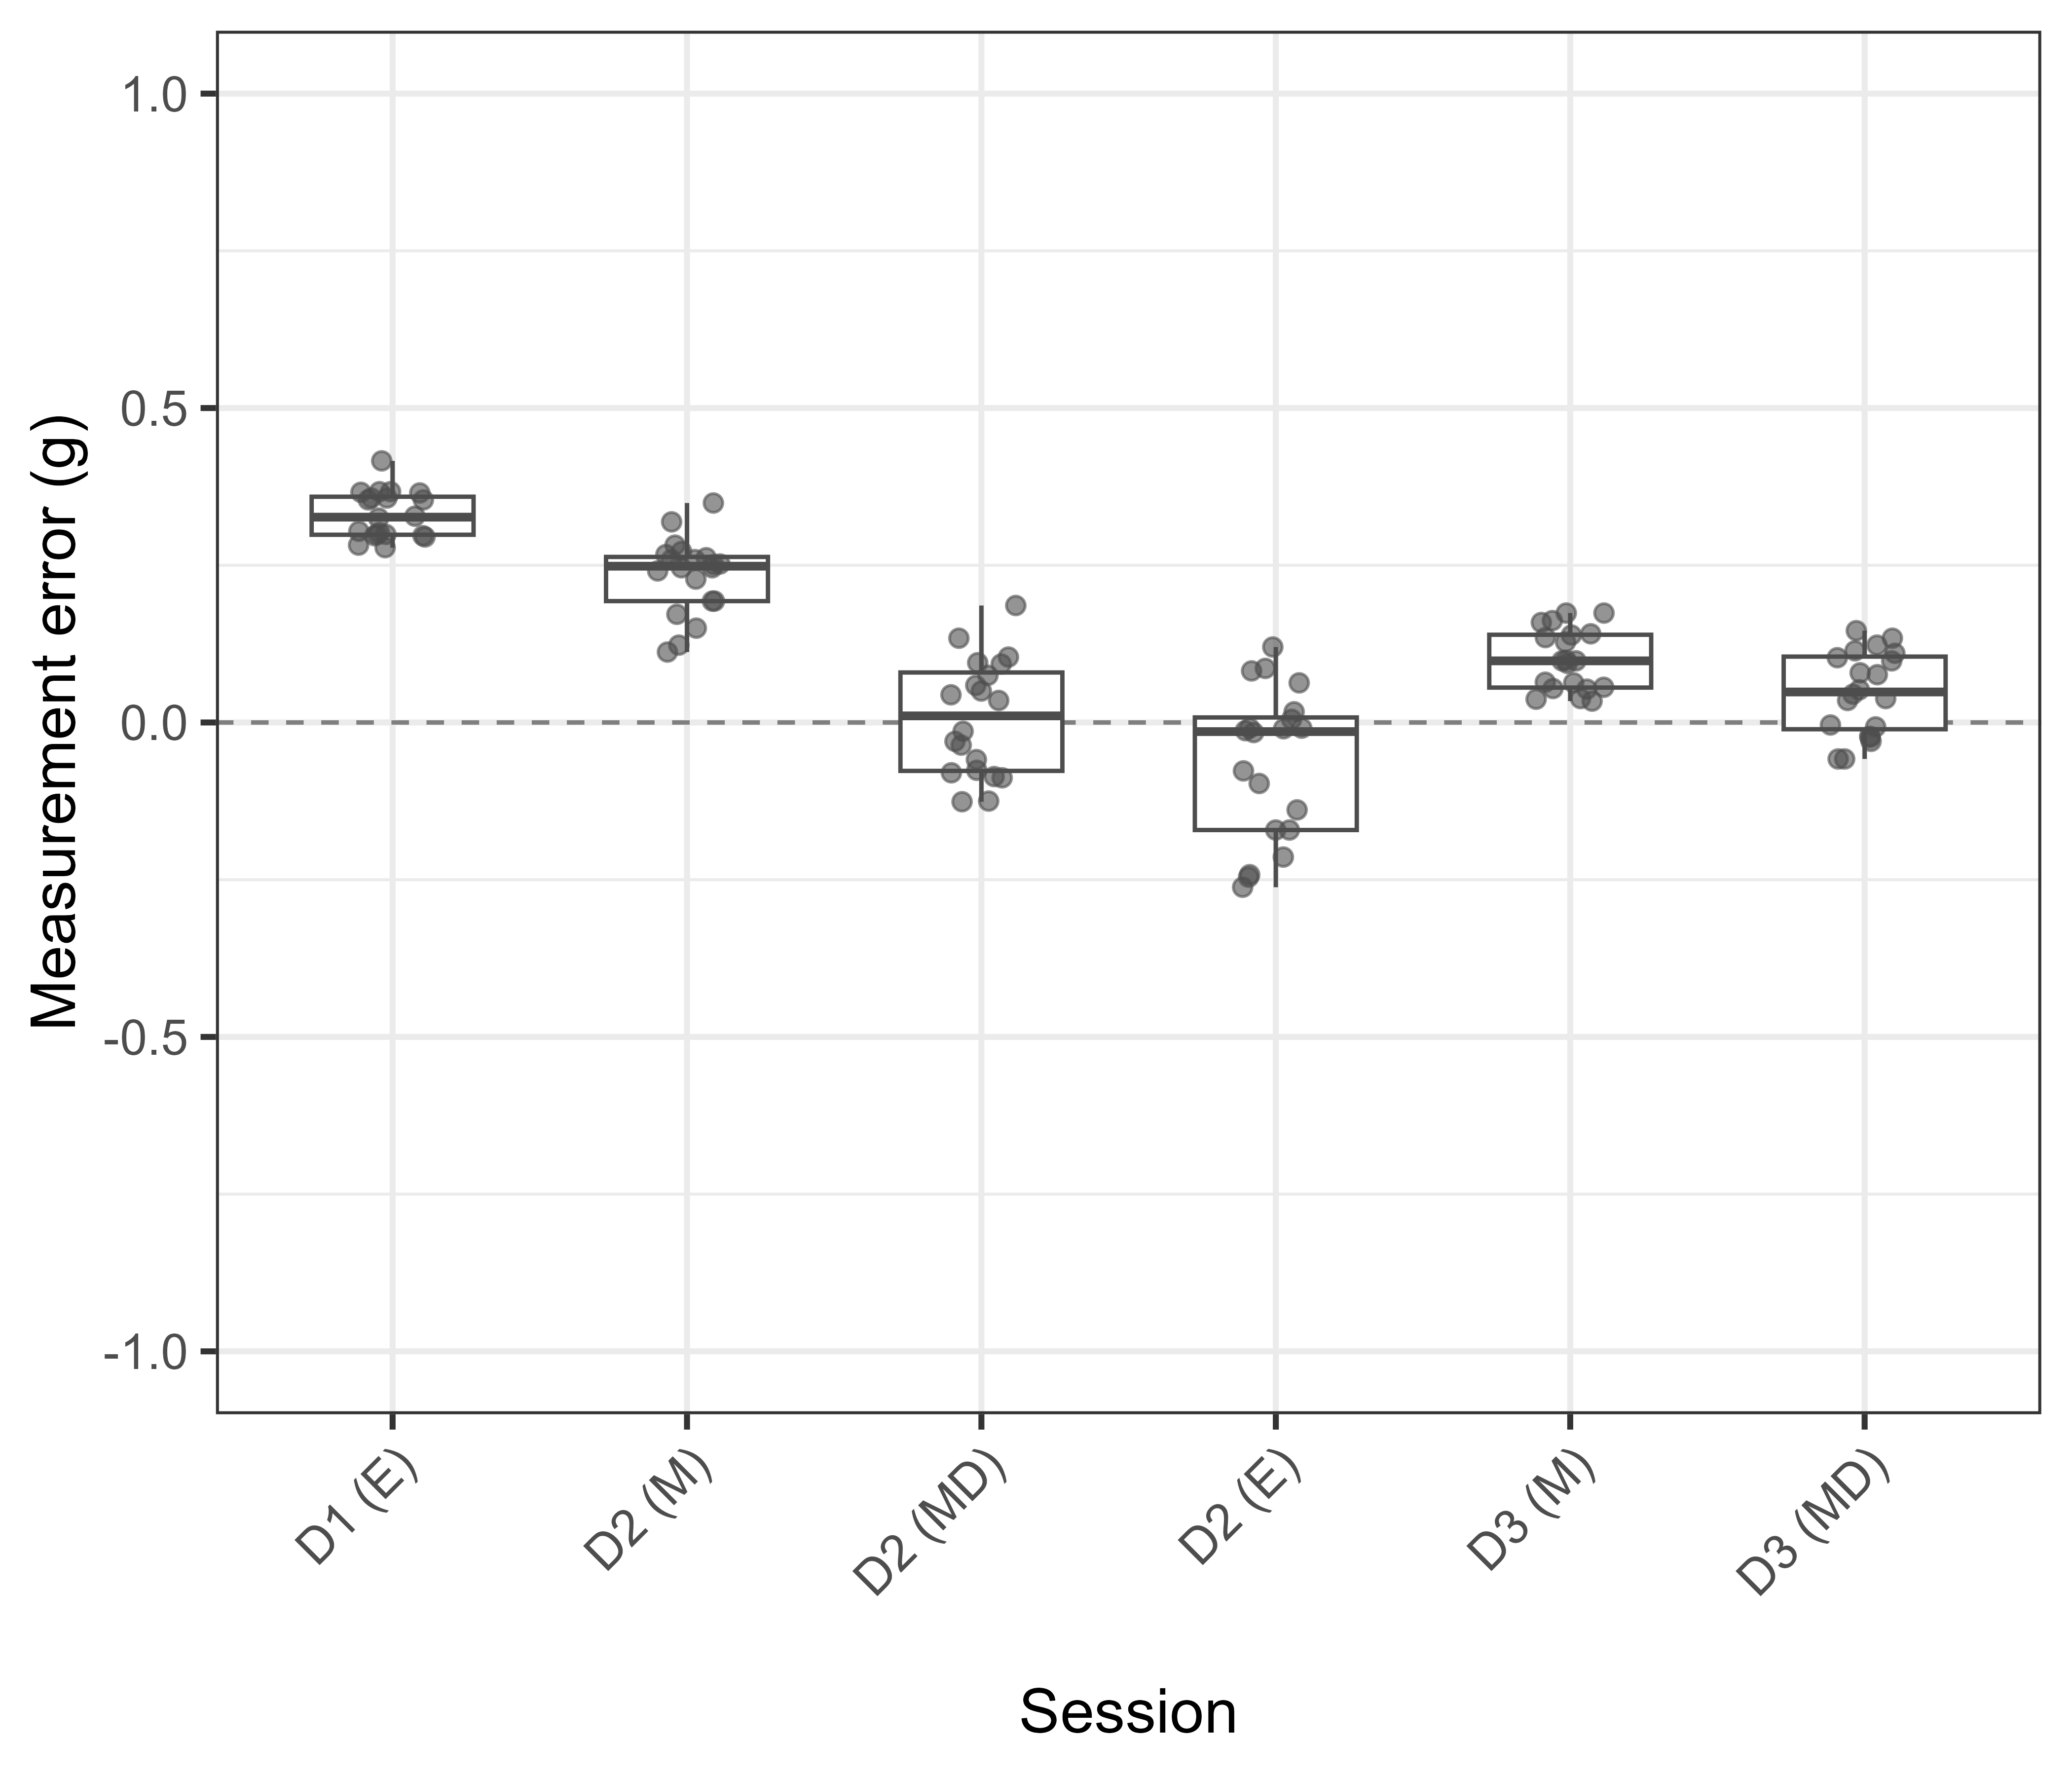 Measurement error (g)
1.0
0.5
0.0
-0.5
-1.0
D1 (E)
D2 (M)
D2 (MD)
D2 (E)
D3 (M)
D3 (MD)
Session